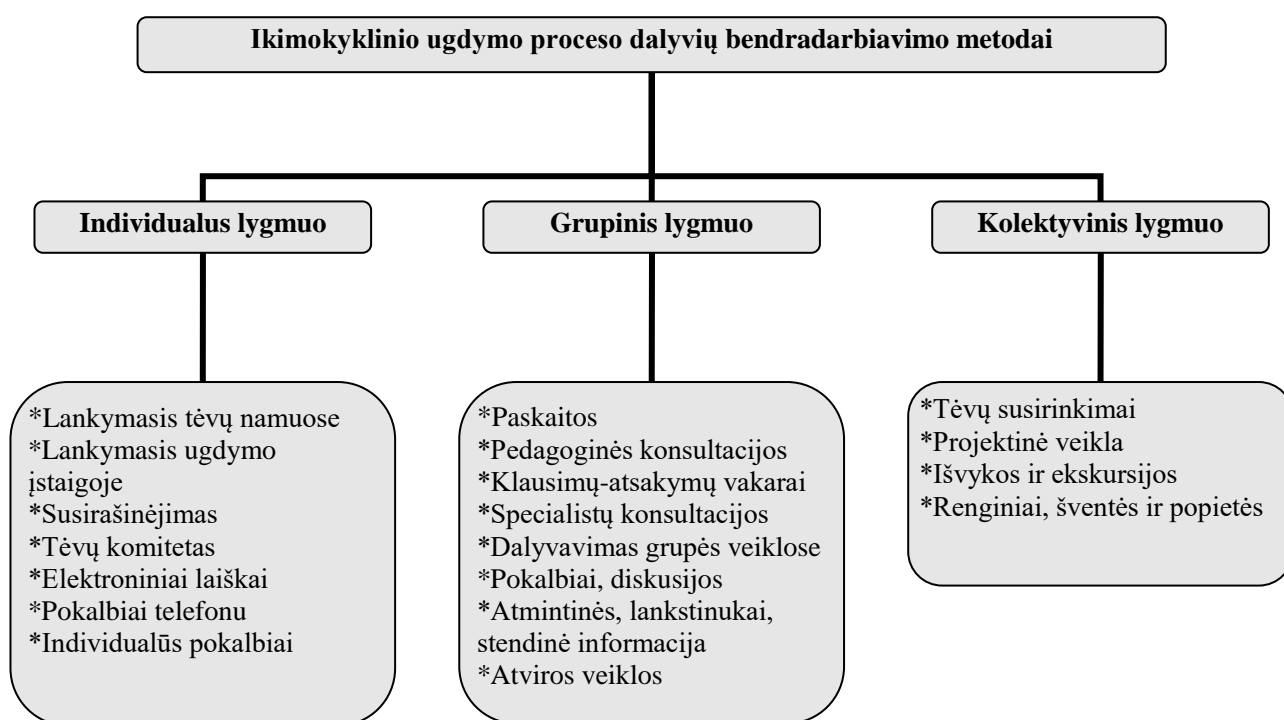 Ikimokyklinio ugdymo proceso dalyvių bendradarbiavimo metodai
Individualus lygmuo
Grupinis lygmuo
Kolektyvinis lygmuo
*Lankymasis tėvų namuose
*Lankymasis ugdymo
įstaigoje
*Susirašinėjimas
*Tėvų komitetas
*Elektroniniai laiškai
*Pokalbiai telefonu
*Individualūs pokalbiai
*Paskaitos
*Pedagoginės konsultacijos
*Klausimų-atsakymų vakarai
*Specialistų konsultacijos
*Dalyvavimas grupės veiklose
*Pokalbiai, diskusijos
*Atmintinės, lankstinukai,
stendinė informacija
*Atviros veiklos
*Tėvų susirinkimai
*Projektinė veikla
*Išvykos ir ekskursijos
*Renginiai, šventės ir popietės